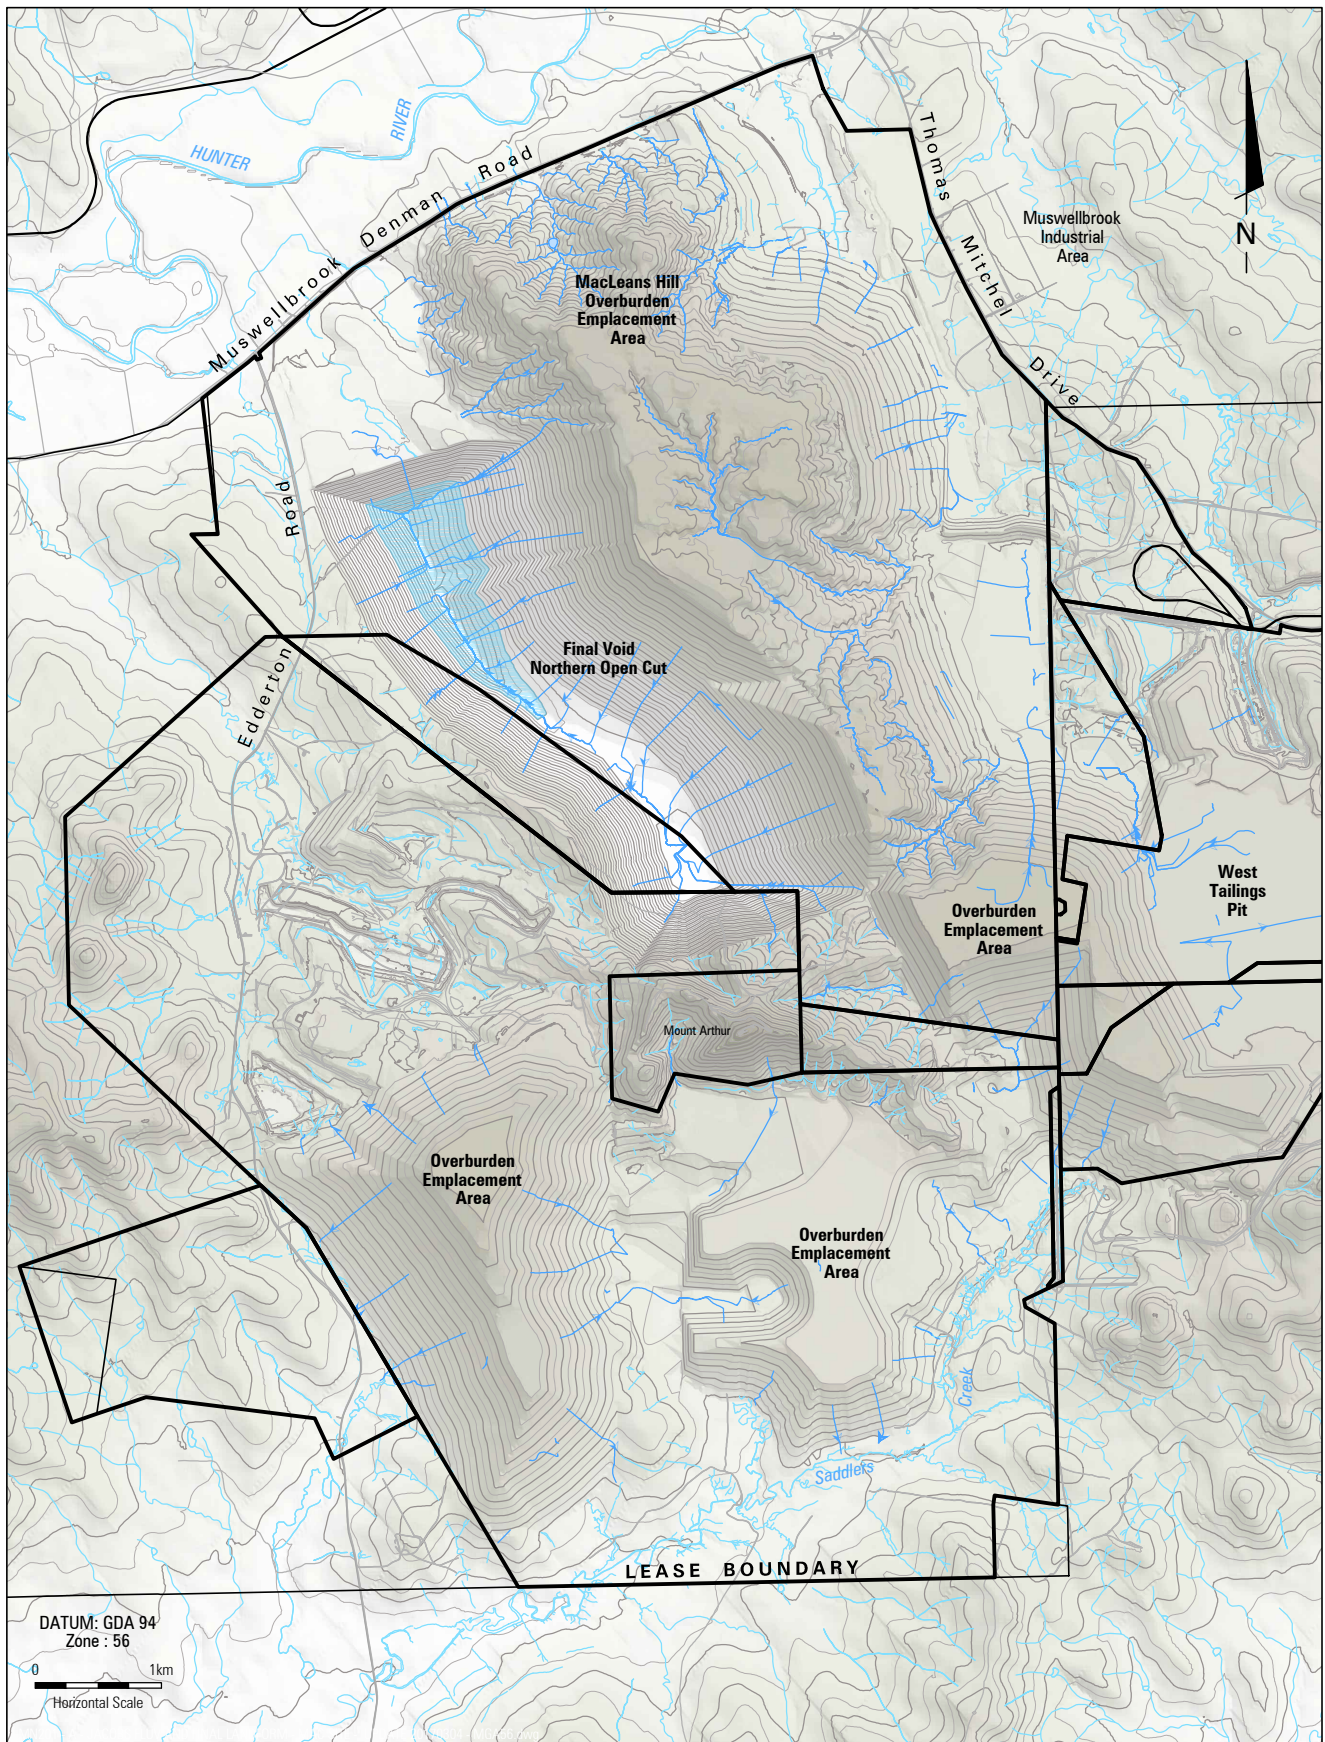 HUNTER
RIVER
Muswellbrook Denman Road
Thomas Mitchel Drive
Muswellbrook
Industrial
Area
N
MacLeans Hill
Overburden
Emplacement
Area
Edderton Road
Final Void
Northern Open Cut
West
Tailings
Pit
Overburden
Emplacement
Area
Mount Arthur
Overburden
Emplacement
Area
Overburden
Emplacement
Area
Saddlers Creek
LEASE BOUNDARY
DATUM: GDA 94
Zone : 56
0 1km
Horizontal Scale